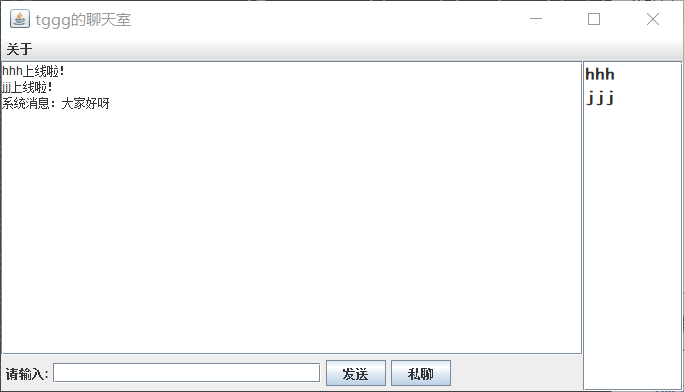 tggg的聊天室
关于
hhh上线啦！
jjj上线啦！
系统消息：大家好呀
hhh
jjj
请输入:
发送
私聊